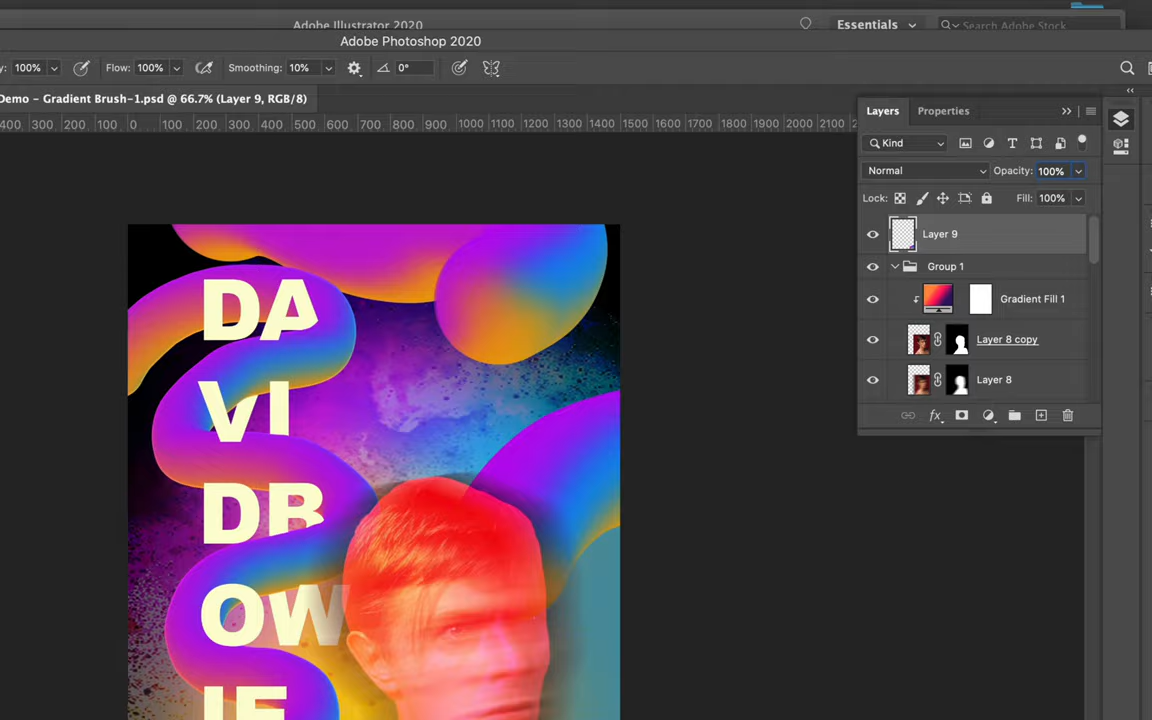 Adobe Illustrator 2020
Essentials
Search Adobe Stock
Adobe Photoshop 2020
y: 100% Flow: 100% Smoothing: 10% 0°
Demo - Gradient Brush-1.psd @ 66.7% (Layer 9, RGB/8)
400 300 200 100 0 100 200 300 400 500 600 700 800 900 1000 1100 1200 1300 1400 1500 1600 1700 1800 1900 2000 2100
Layers Properties
Kind
Normal Opacity: 100%
Lock: Fill: 100%
Layer 9
Group 1
Gradient Fill 1
Layer 8 copy
Layer 8
fx
DA
VI
DB
OW
IE